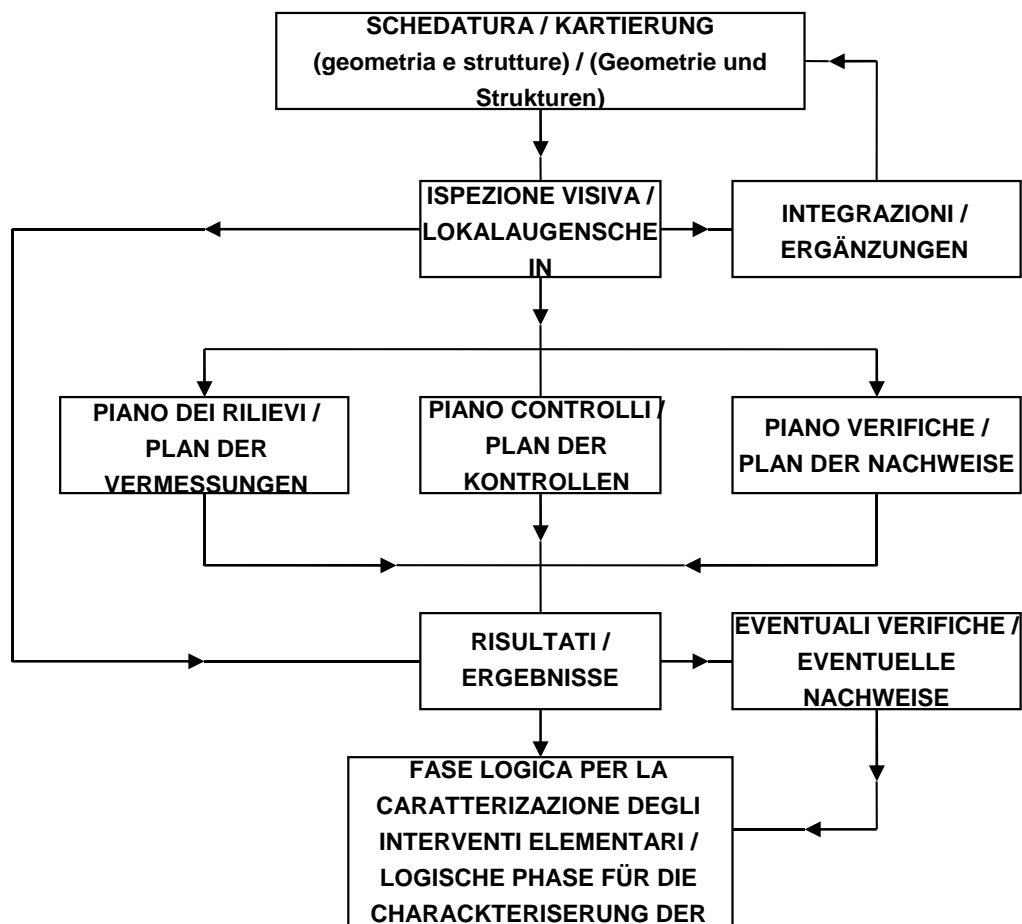 SCHEDATURA / KARTIERUNG
(geometria e strutture) / (Geometrie und
Strukturen)
ISPEZIONE VISIVA /
LOKALAUGENSCHE
IN
INTEGRAZIONI /
ERGÄNZUNGEN
PIANO DEI RILIEVI /
PLAN DER
VERMESSUNGEN
PIANO CONTROLLI /
PLAN DER
KONTROLLEN
PIANO VERIFICHE /
PLAN DER NACHWEISE
RISULTATI /
ERGEBNISSE
EVENTUALI VERIFICHE /
EVENTUELLE
NACHWEISE
FASE LOGICA PER LA
CARATTERIZAZIONE DEGLI
INTERVENTI ELEMENTARI /
LOGISCHE PHASE FÜR DIE
CHARACKTERISERUNG DER